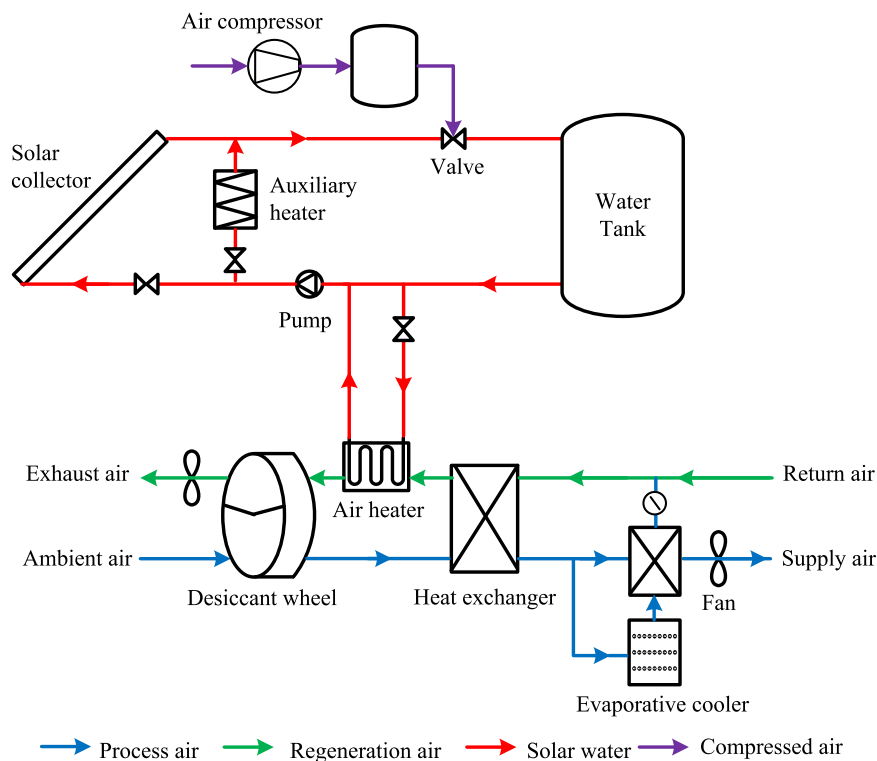 Air compressor
Solar
collector
Valve
Auxiliary
heater
Water
Tank
Pump
Exhaust air
Return air
Air heater
Ambient air
Supply air
Desiccant wheel
Heat exchanger
Fan
Evaporative cooler
Process air
Regeneration air
Solar water
Compressed air